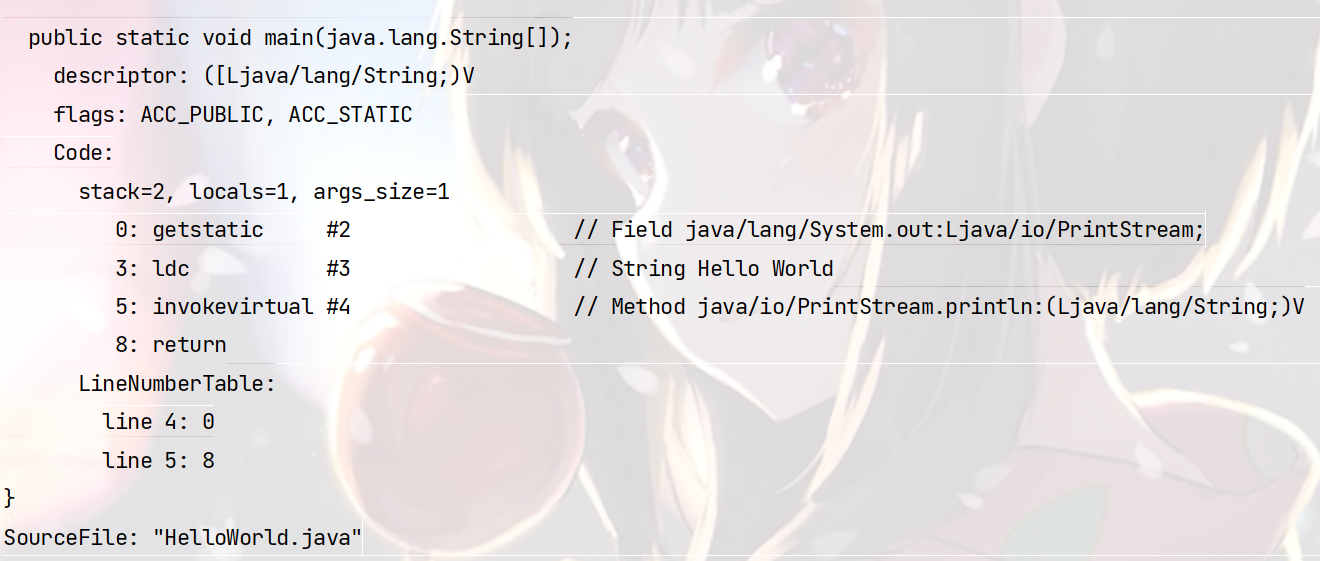 public static void main(java.lang.String[]);
descriptor: ([Ljava/lang/String;)V
flags: ACC_PUBLIC, ACC_STATIC
Code:
stack=2, locals=1, args_size=1
0: getstatic     #2                  // Field java/lang/System.out:Ljava/io/PrintStream;
3: ldc           #3                  // String Hello World
5: invokevirtual #4                  // Method java/io/PrintStream.println:(Ljava/lang/String;)V
8: return
LineNumberTable:
line 4: 0
line 5: 8
}
SourceFile: "HelloWorld.java"